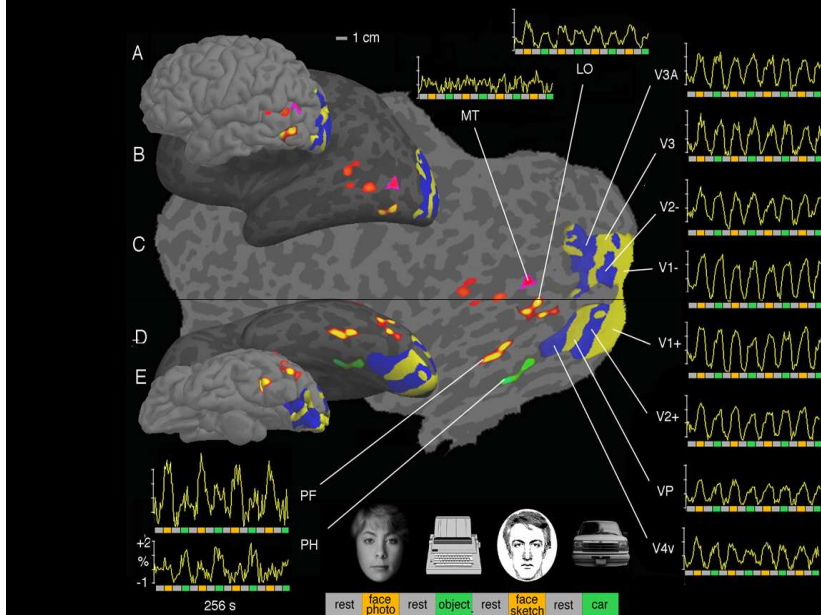 A
1 cm
LO
V3A
MT
B
V3
V2-
C
V1-
D
V1+
E
V2+
PF
VP
PH
V4v
+2
%
-1
256 s
rest face photo rest object rest face sketch rest car